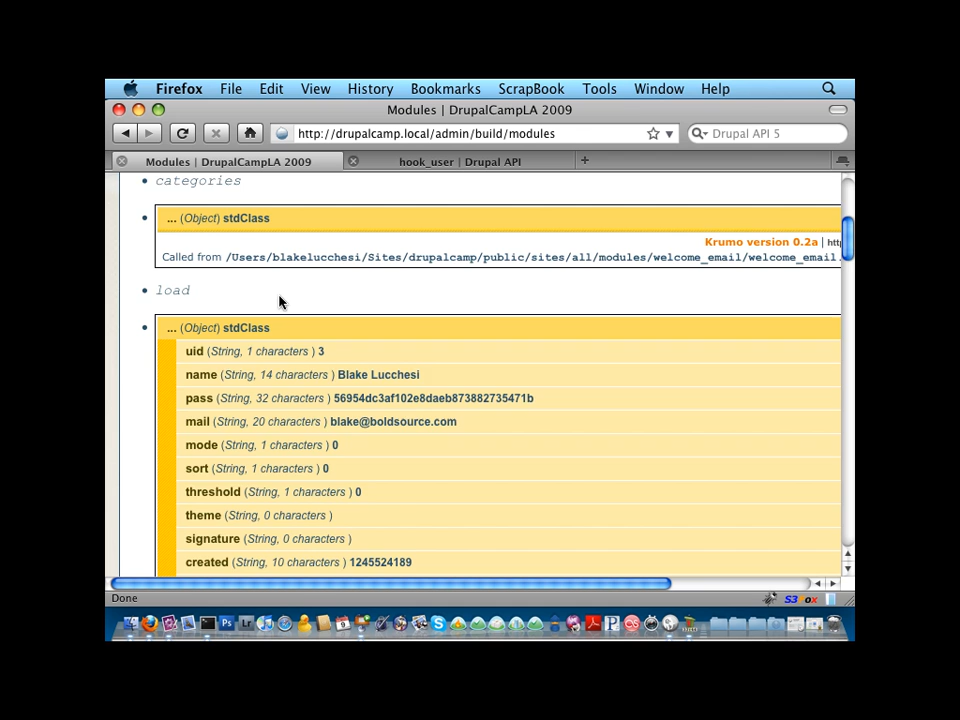 Firefox File Edit View History Bookmarks ScrapBook Tools Window Help
Modules | DrupalCampLA 2009
http://drupalcamp.local/admin/build/modules Drupal API 5
Modules | DrupalCampLA 2009 hook_user | Drupal API +
categories
... (Object) stdClass
Krumo version 0.2a | htt
Called from /Users/blakelucchesi/Sites/drupalcamp/public/sites/all/modules/welcome_email/welcome_email.
load
... (Object) stdClass
uid (String, 1 characters ) 3
name (String, 14 characters ) Blake Lucchesi
pass (String, 32 characters ) 56954dc3af102e8daeb873882735471b
mail (String, 20 characters ) blake@boldsource.com
mode (String, 1 characters ) 0
sort (String, 1 characters ) 0
threshold (String, 1 characters ) 0
theme (String, 0 characters )
signature (String, 0 characters )
created (String, 10 characters ) 1245524189
Done S3Fox
Ps Lr